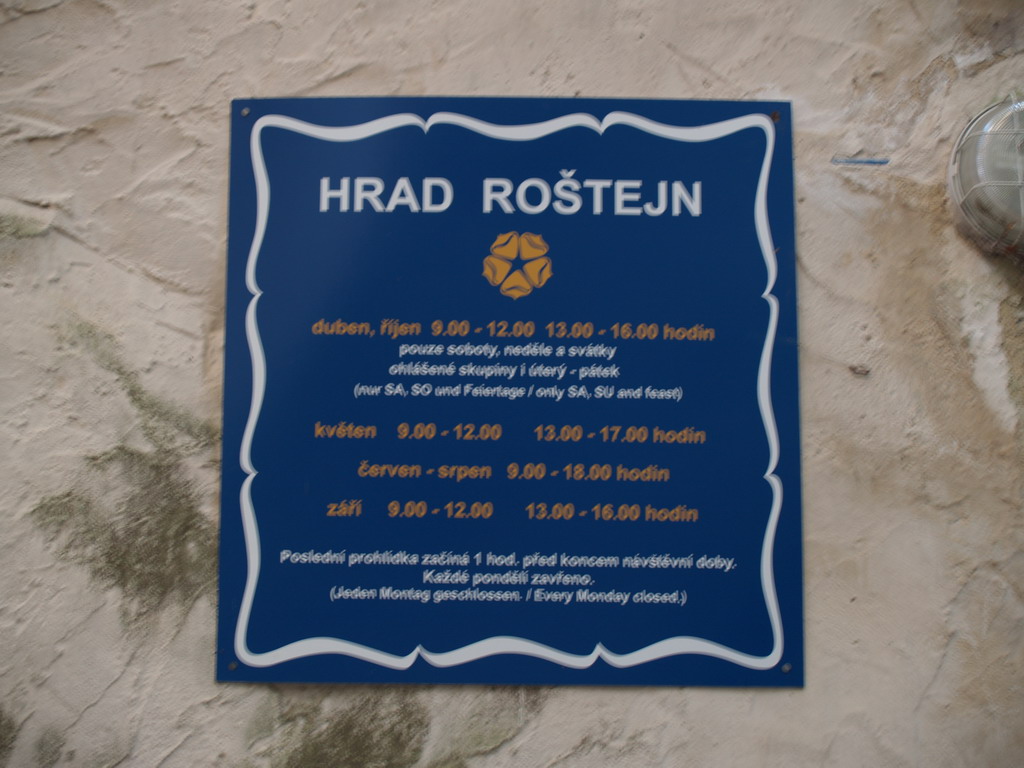 HRAD ROŠTEJN
duben, říjen 9.00 - 12.00 13.00 - 16.00 hodin
pouze soboty, neděle a svátky
ohlášené skupiny i úterý - pátek
(nur SA, SO und Feiertage / only SA, SU and feast)
květen 9.00 - 12.00 13.00 - 17.00 hodin
červen - srpen 9.00 - 18.00 hodin
září 9.00 - 12.00 13.00 - 16.00 hodin
Poslední prohlídka začíná 1 hod. před koncem návštěvní doby.
Každé pondělí zavřeno.
(Jeden Montag geschlossen. / Every Monday closed.)